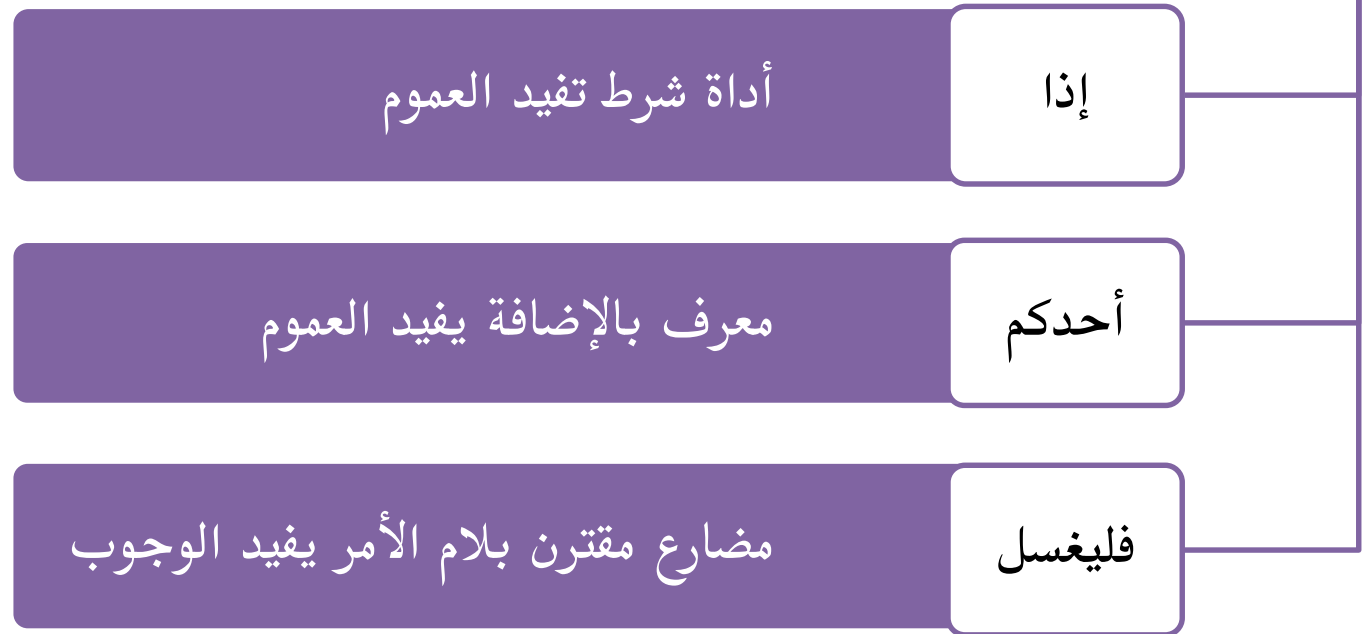 إذا
أداة شرط تفيد العموم
أحدكم
معرف بالإضافة يفيد العموم
فليغسل
مضارع مقترن بلام الأمر يفيد الوجوب